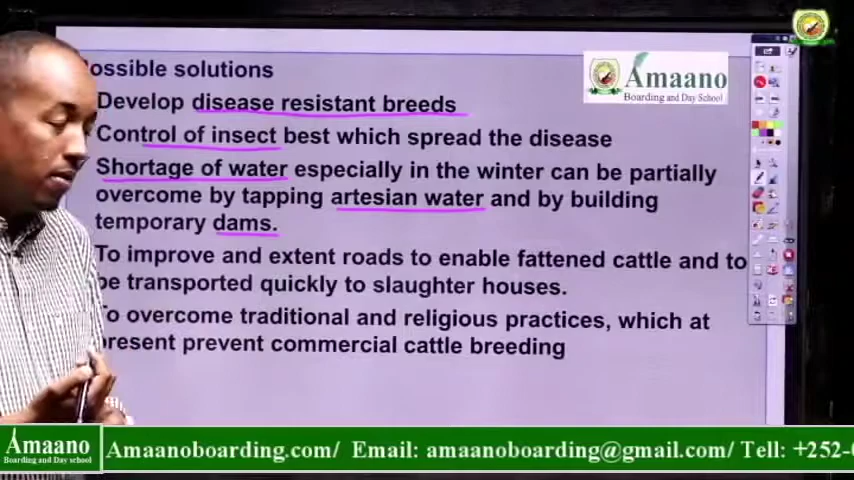 Possible solutions
Develop disease resistant breeds
Control of insect best which spread the disease
Shortage of water especially in the winter can be partially
overcome by tapping artesian water and by building
temporary dams.
To improve and extent roads to enable fattened cattle and to
be transported quickly to slaughter houses.
To overcome traditional and religious practices, which at
present prevent commercial cattle breeding
Amaano
Boarding and Day School
Amaano
Boarding and Day school
Amaanoboarding.com/ Email: amaanoboarding@gmail.com/ Tell: +252-